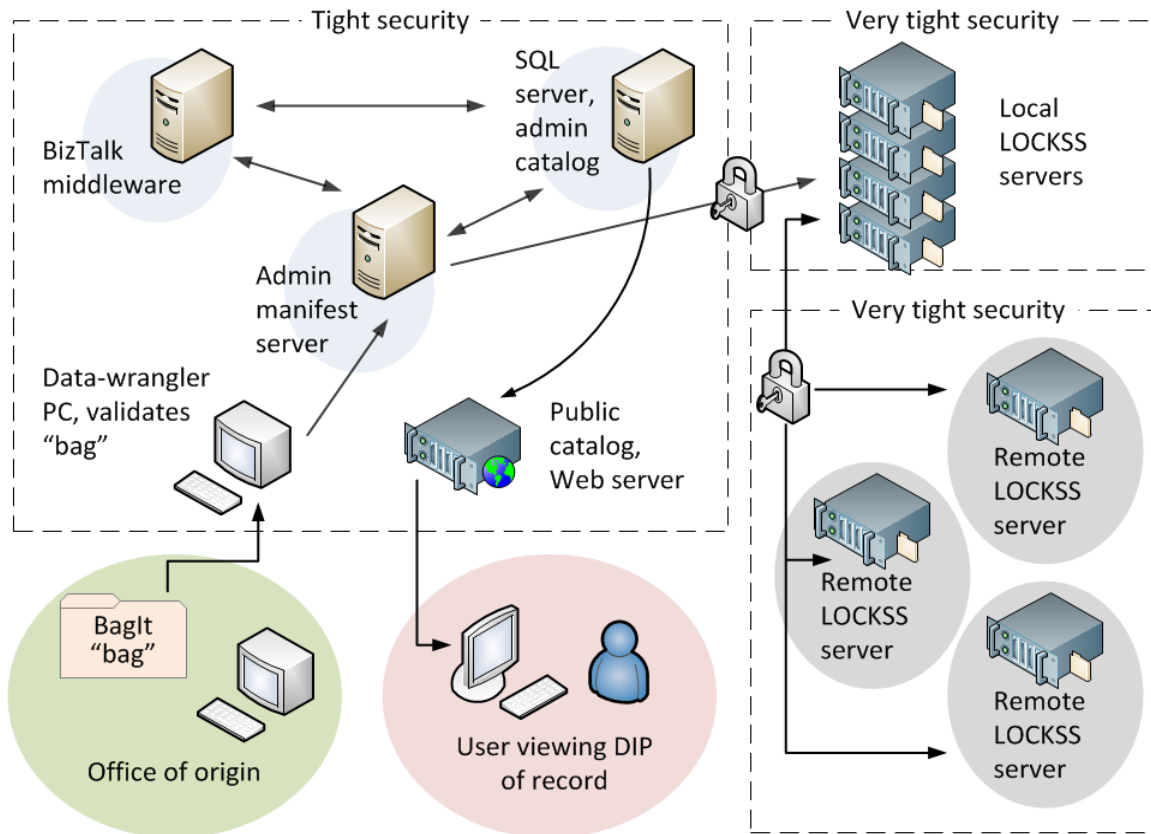 Tight security
SQL
server,
admin
catalog
BizTalk
middleware
Admin
manifest
server
Data-wrangler
PC, validates
“bag”
Public
catalog,
Web server
BagIt
“bag”
Office of origin
User viewing DIP
of record
Very tight security
Local
LOCKSS
servers
Very tight security
Remote
LOCKSS
server
Remote
LOCKSS
server
Remote
LOCKSS
server